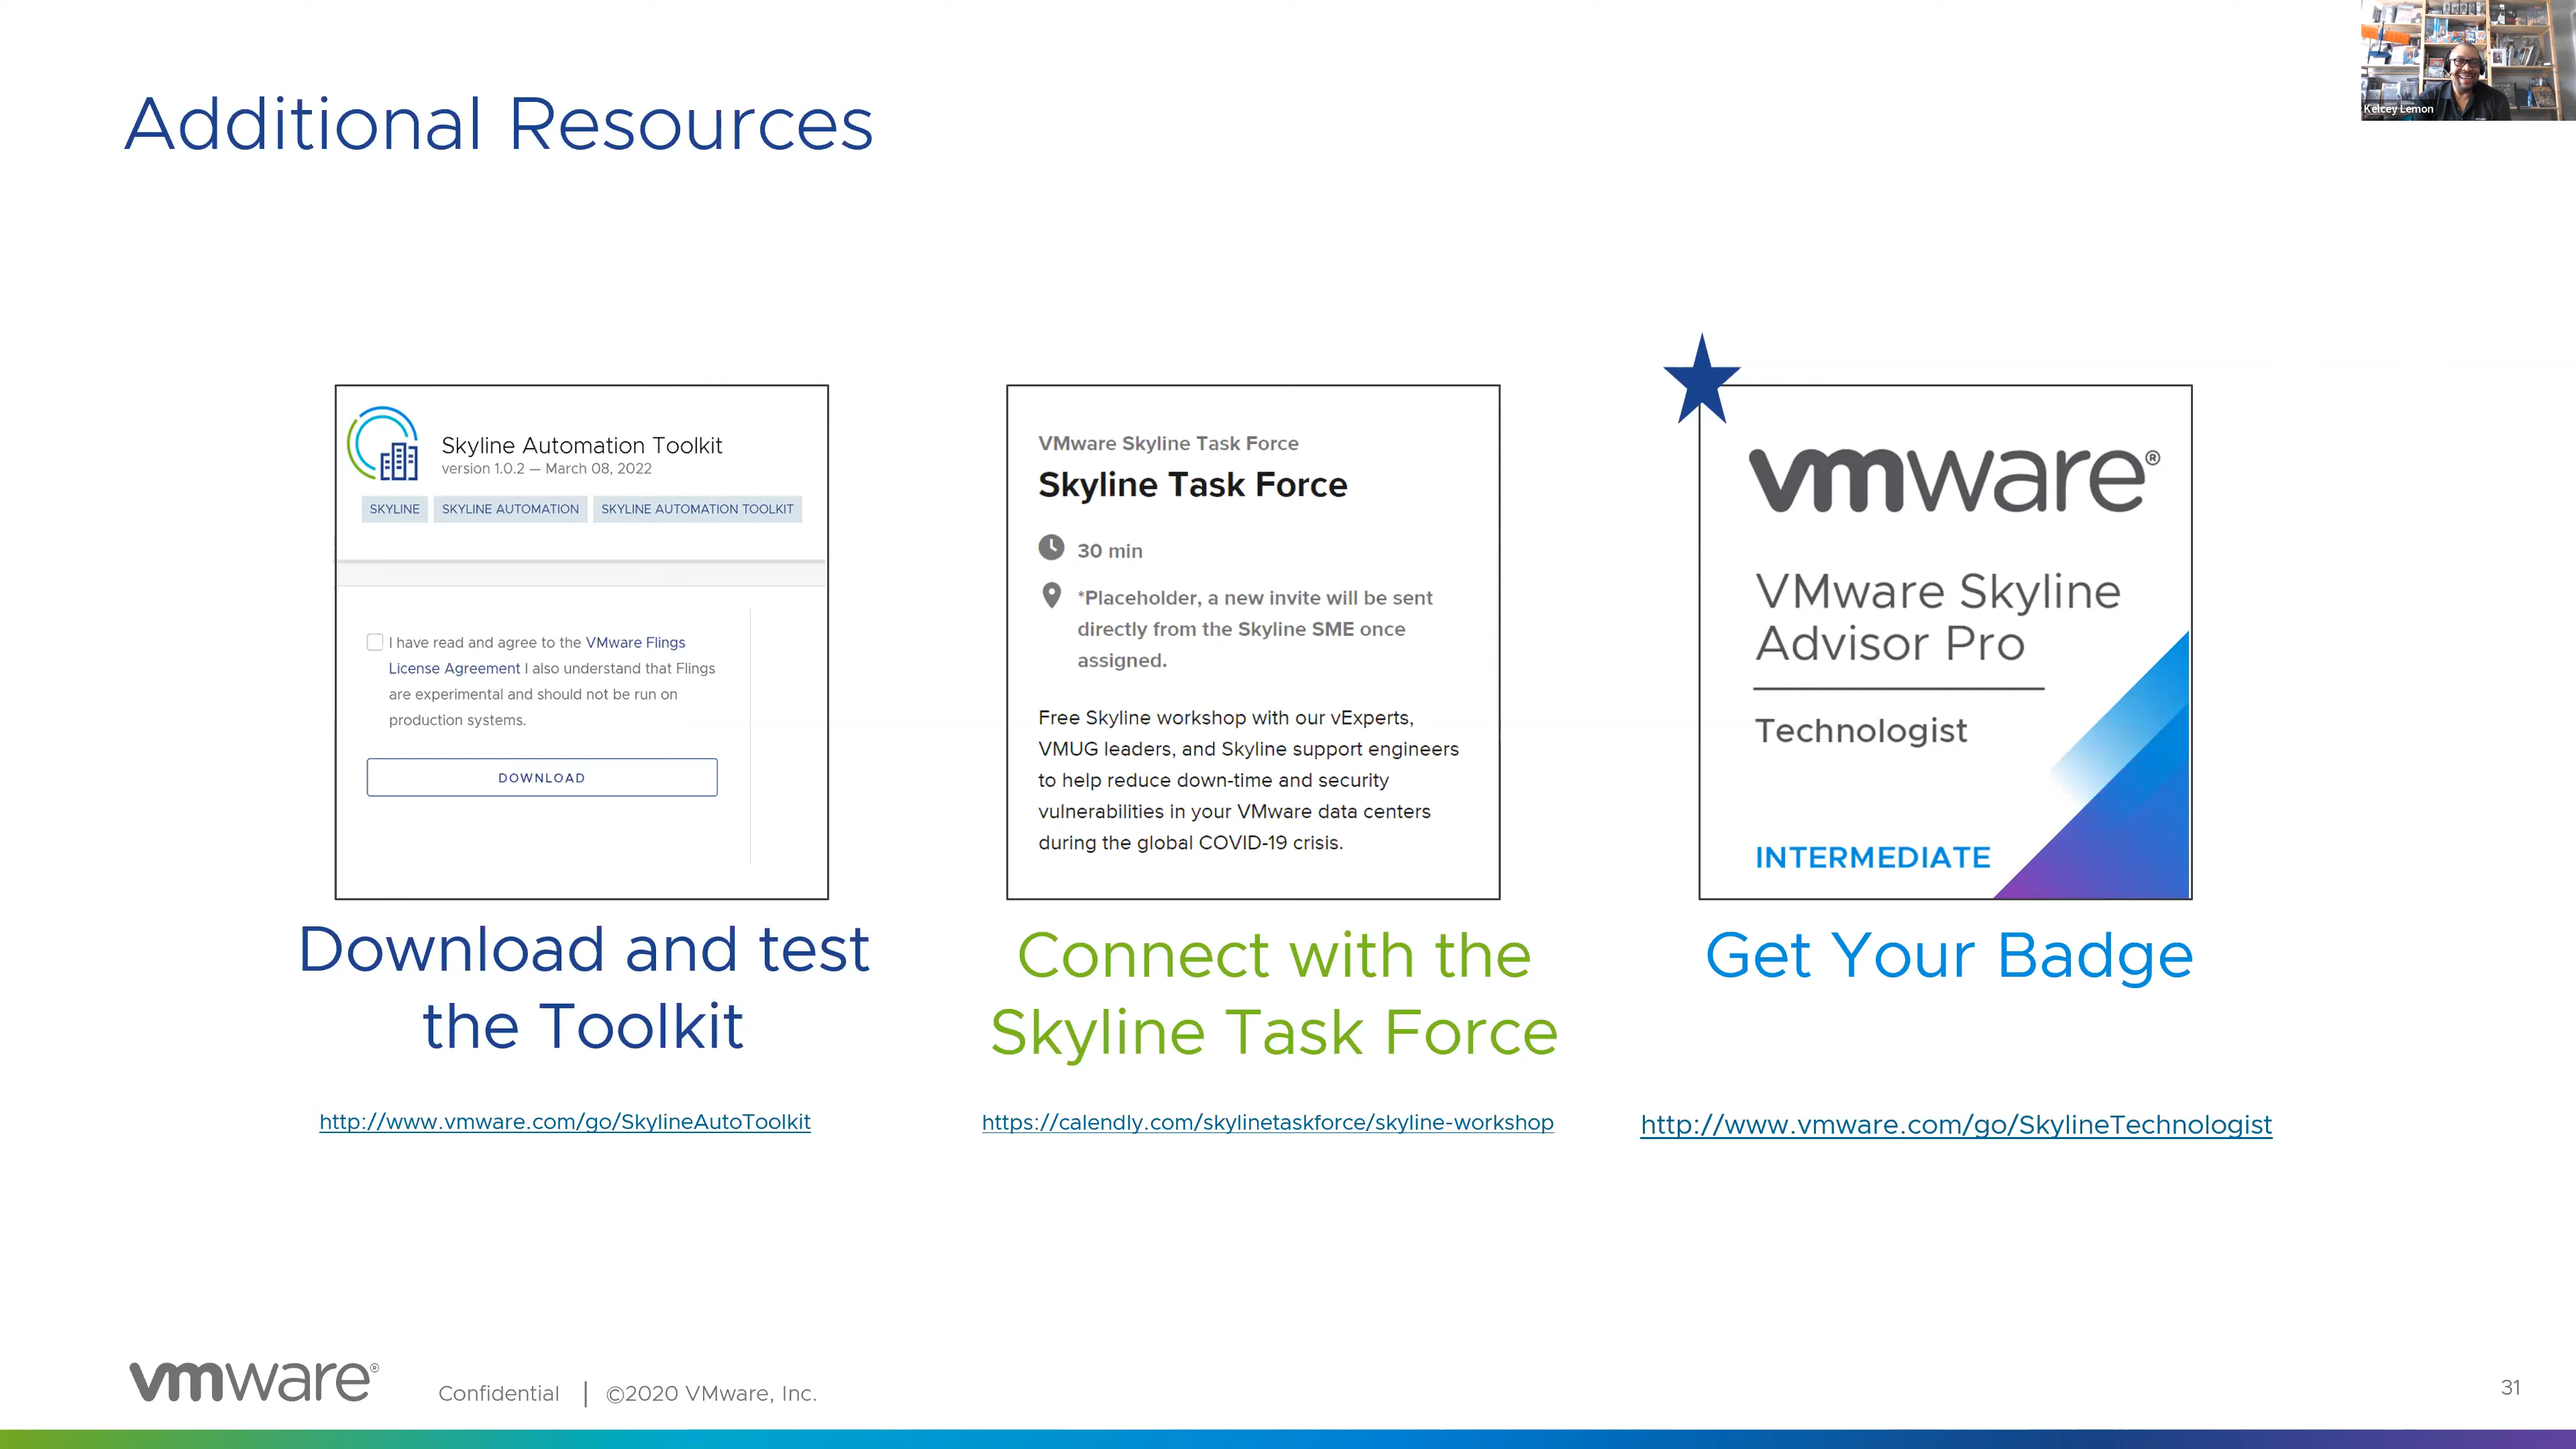 Kelcey Lemon
Additional Resources
Skyline Automation Toolkit
version 1.0.2 — March 08, 2022
SKYLINE SKYLINE AUTOMATION SKYLINE AUTOMATION TOOLKIT
I have read and agree to the VMware Flings
License Agreement I also understand that Flings
are experimental and should not be run on
production systems.
DOWNLOAD
Download and test
the Toolkit
http://www.vmware.com/go/SkylineAutoToolkit
VMware Skyline Task Force
Skyline Task Force
30 min
*Placeholder, a new invite will be sent
directly from the Skyline SME once
assigned.
Free Skyline workshop with our vExperts,
VMUG leaders, and Skyline support engineers
to help reduce down-time and security
vulnerabilities in your VMware data centers
during the global COVID-19 crisis.
Connect with the
Skyline Task Force
https://calendly.com/skylinetaskforce/skyline-workshop
vmware®
VMware Skyline
Advisor Pro
Technologist
INTERMEDIATE
Get Your Badge
http://www.vmware.com/go/SkylineTechnologist
vmware® Confidential | ©2020 VMware, Inc.
31